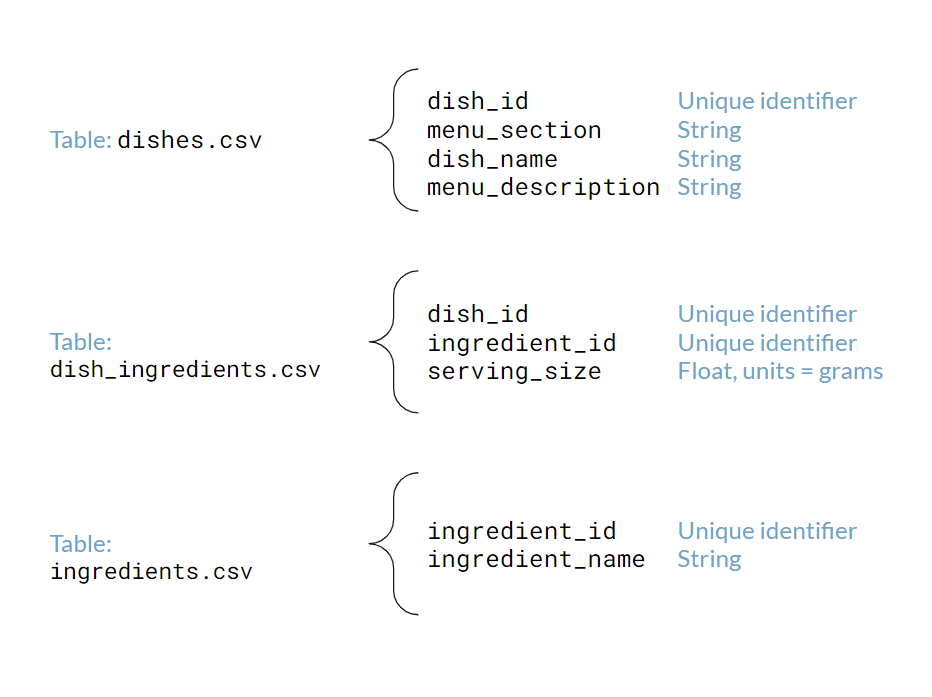 Table: dishes.csv
dish_id Unique identifier
menu_section String
dish_name String
menu_description String
Table:
dish_ingredients.csv
dish_id Unique identifier
ingredient_id Unique identifier
serving_size Float, units = grams
Table:
ingredients.csv
ingredient_id Unique identifier
ingredient_name String